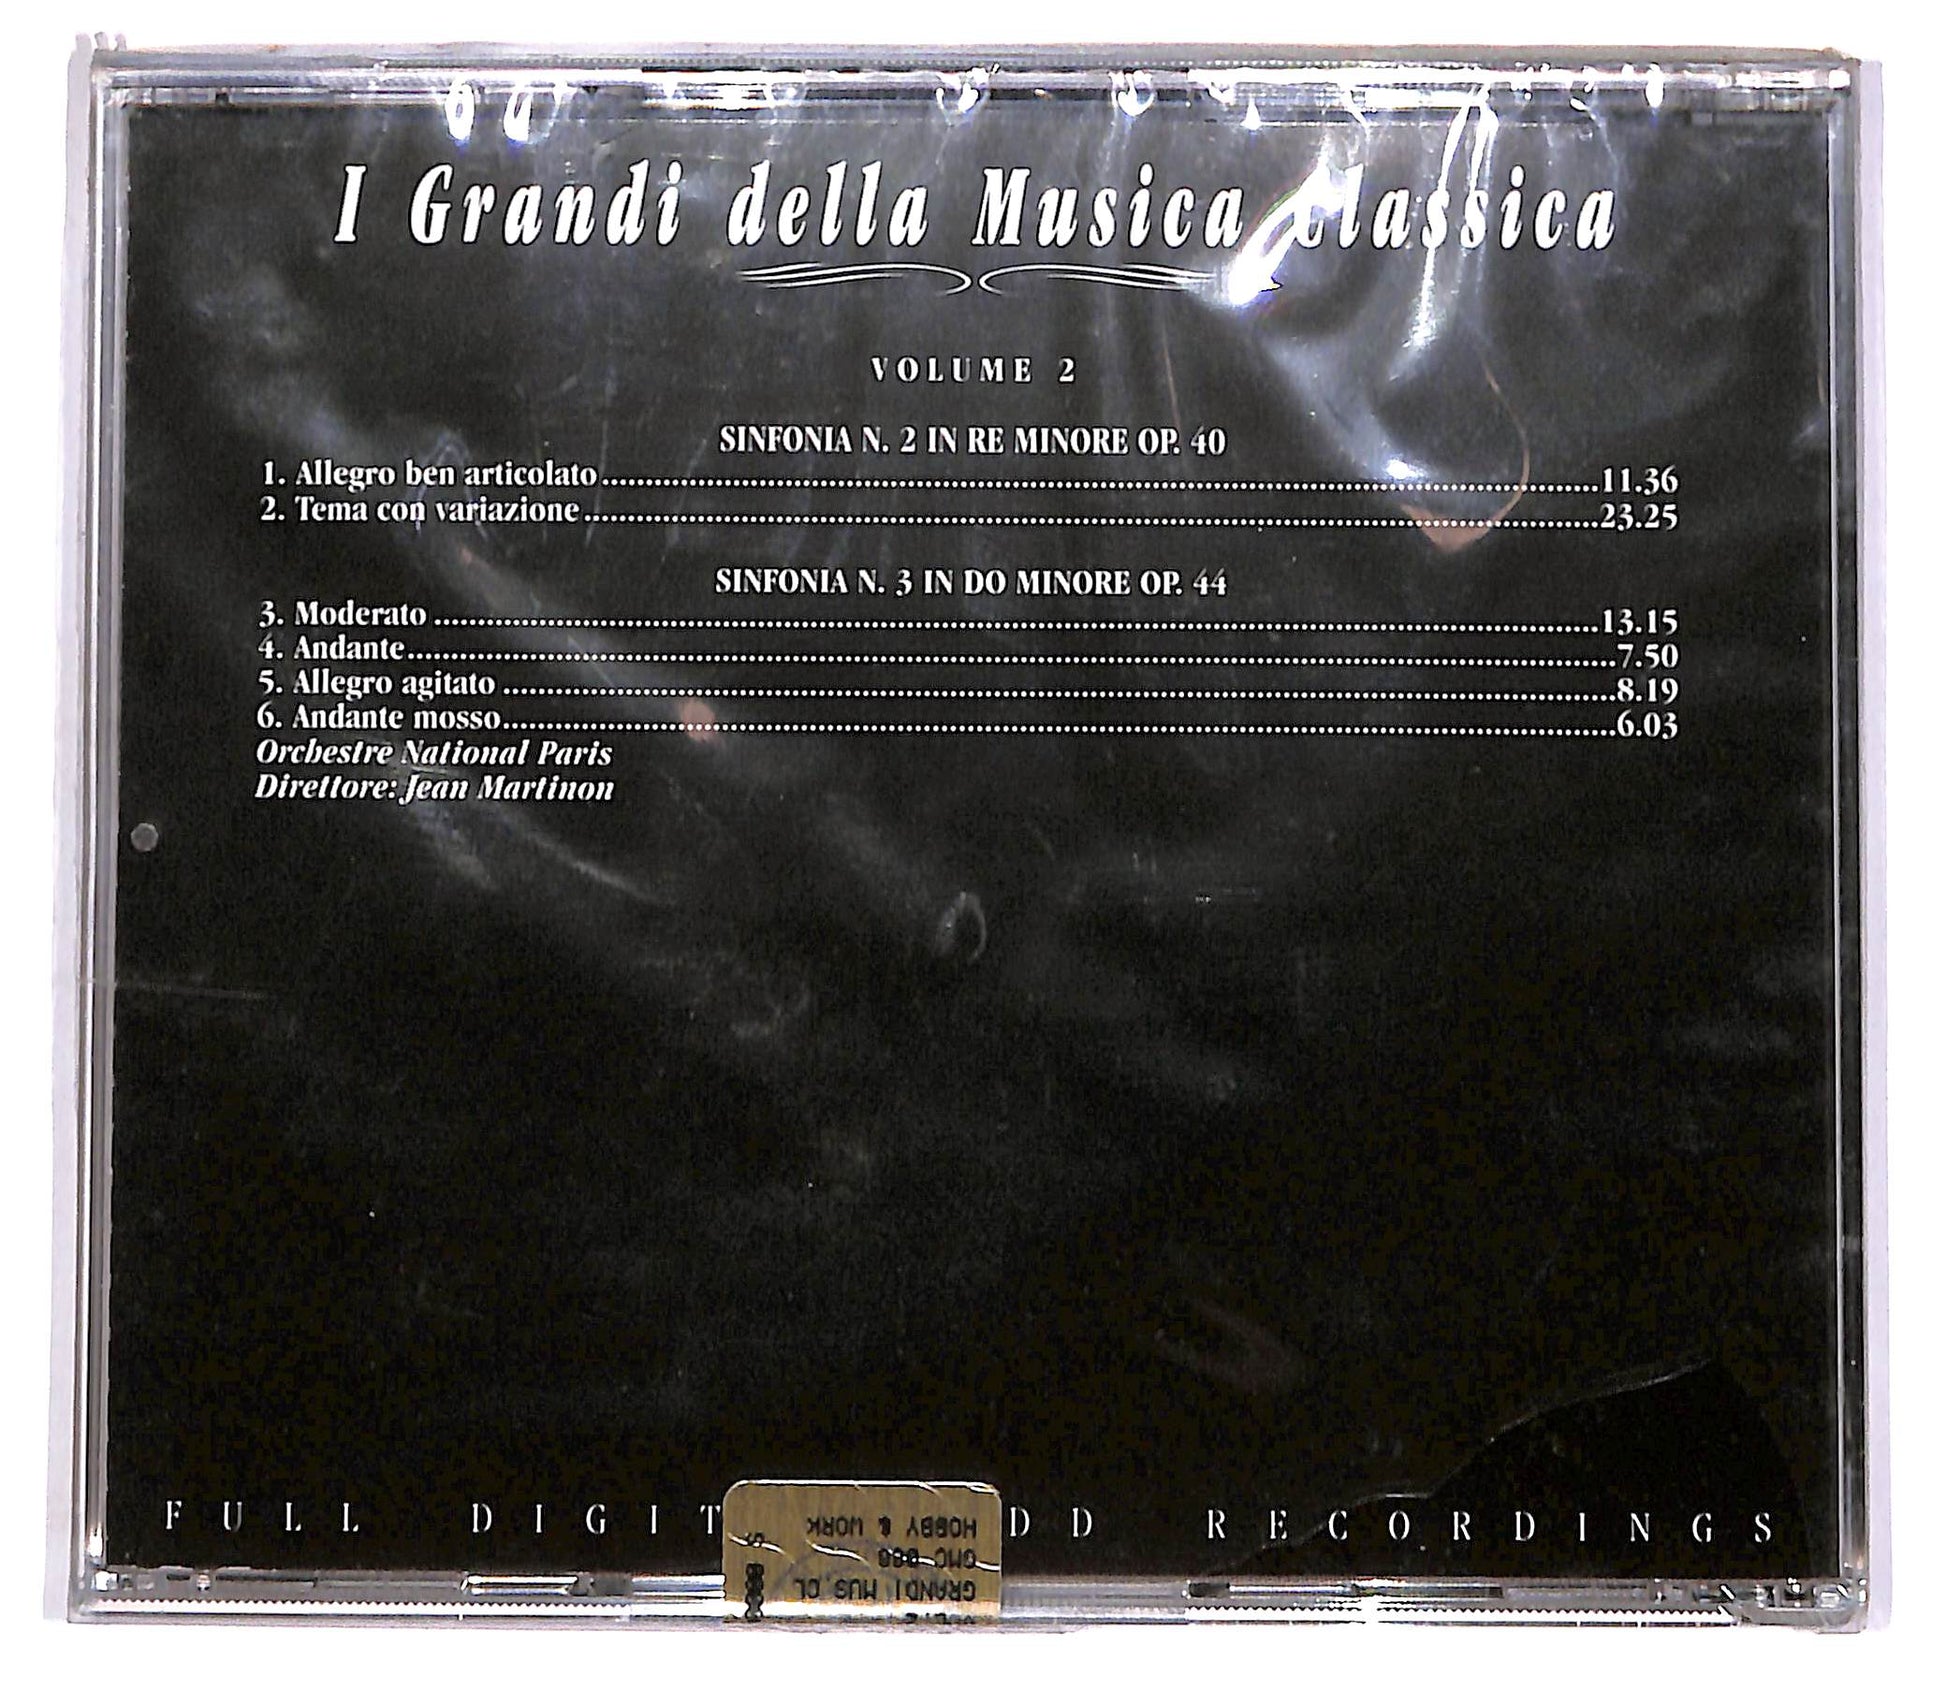 I Grandi della Musica Classica
VOLUME 2
SINFONIA N. 2 IN RE MINORE OP. 40
1. Allegro ben articolato 11.36
2. Tema con variazione 23.25
SINFONIA N. 3 IN DO MINORE OP. 44
3. Moderato 13.15
4. Andante 7.50
5. Allegro agitato 8.19
6. Andante mosso 6.03
Orchestre National Paris
Direttore: Jean Martinon
FULL DIGIT DD RECORDINGS
HOBBY & WORK
GMC
GRANDI MUS.CL
VOL.2